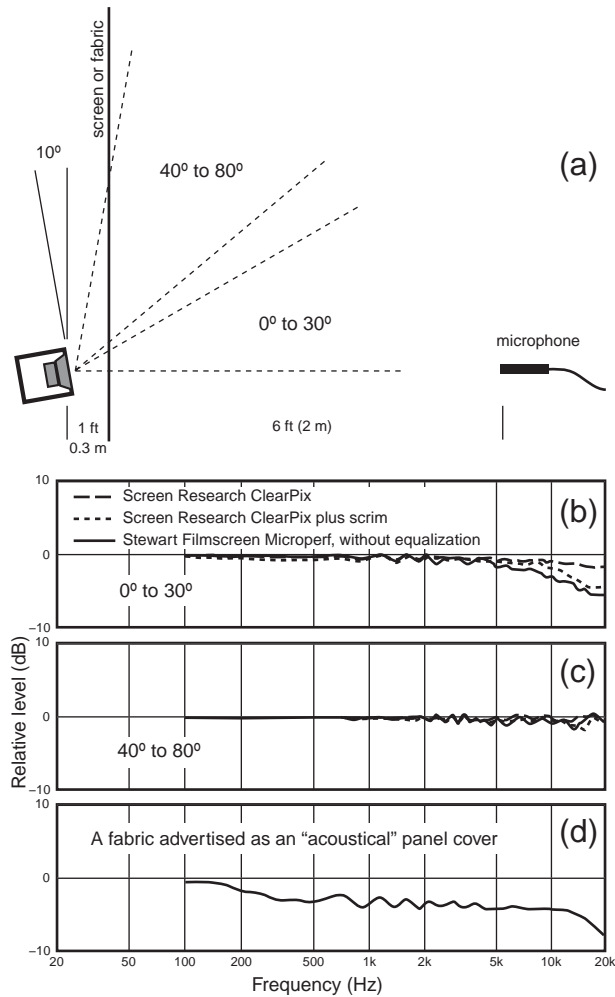 screen or fabric
(a)
10º
40º to 80º
0º to 30º
microphone
1 ft
0.3 m
6 ft (2 m)
10
(b)
Screen Research ClearPix
Screen Research ClearPix plus scrim
Stewart Filmscreen Microperf, without equalization
0
0º to 30º
–10
10
(c)
0
40º to 80º
–10
10
(d)
A fabric advertised as an “acoustical” panel cover
0
–10
Relative level (dB)
20 50 100 200 500 1k 2k 5k 10k 20k
Frequency (Hz)